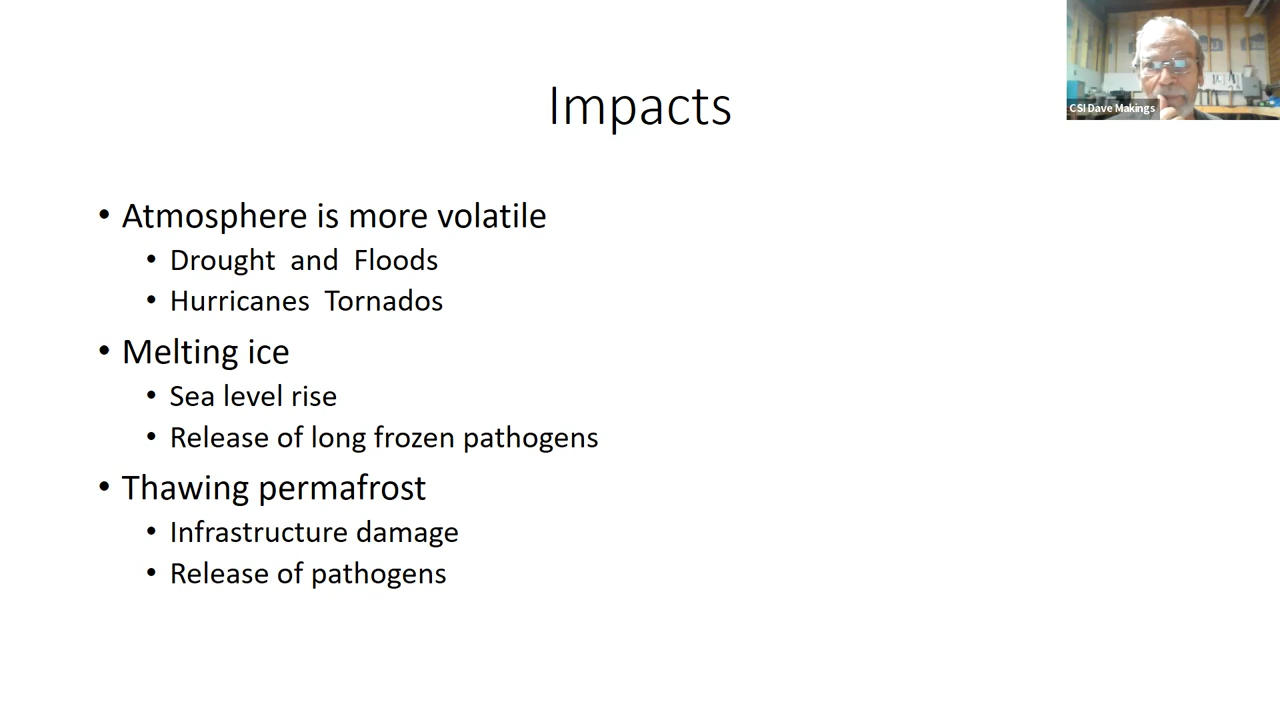 Impacts
CSI Dave Makings
• Atmosphere is more volatile
• Drought and Floods
• Hurricanes Tornados
• Melting ice
• Sea level rise
• Release of long frozen pathogens
• Thawing permafrost
• Infrastructure damage
• Release of pathogens